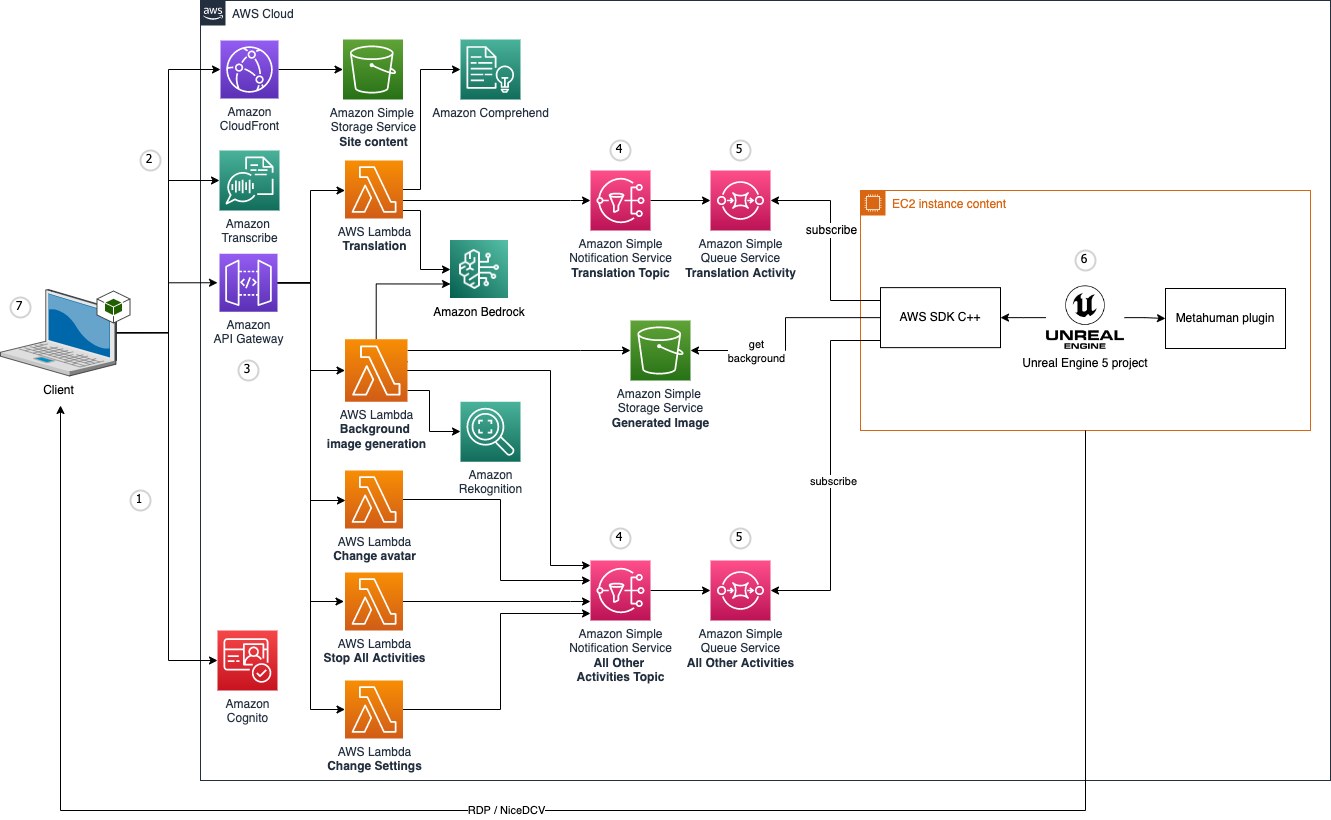 aws
AWS Cloud
Amazon
CloudFront
Amazon Simple
Storage Service
Site content
Amazon Comprehend
2
Amazon
Transcribe
AWS Lambda
Translation
4
Amazon Simple
Notification Service
Translation Topic
5
Amazon Simple
Queue Service
Translation Activity
subscribe
EC2 instance content
6
AWS SDK C++
UNREAL
ENGINE
Unreal Engine 5 project
Metahuman plugin
Amazon Bedrock
7
Client
Amazon
API Gateway
3
AWS Lambda
Background
image generation
get
background
Amazon Simple
Storage Service
Generated Image
Amazon
Rekognition
1
subscribe
AWS Lambda
Change avatar
4
Amazon Simple
Notification Service
All Other
Activities Topic
5
Amazon Simple
Queue Service
All Other Activities
AWS Lambda
Stop All Activities
Amazon
Cognito
AWS Lambda
Change Settings
RDP / NiceDCV